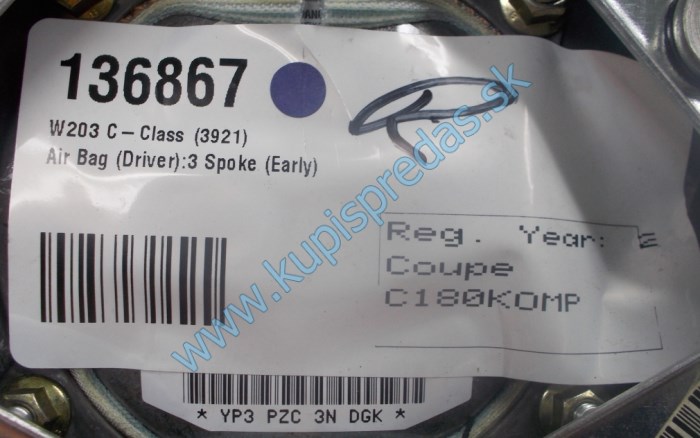 136867
W203 C-Class (3921)
Air Bag (Driver):3 Spoke (Early)
Reg. Year:
Coupe
C180KOMP
* YP3 PZC 3N DGK *
www.kupispredas.sk